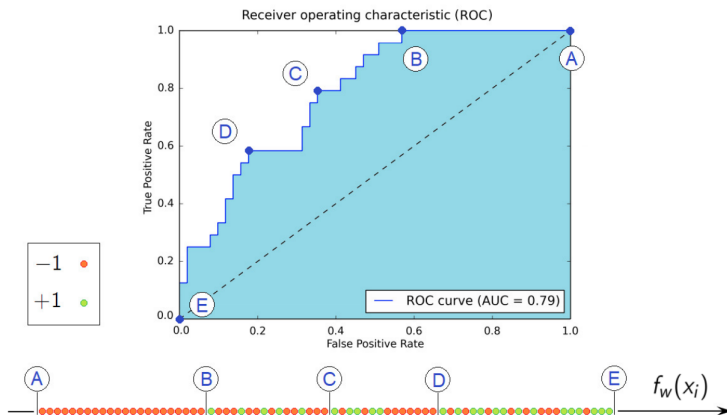 Receiver operating characteristic (ROC)
1.0
0.8
0.6
0.4
0.2
0.0
True Positive Rate
0.0
0.2
0.4
0.6
0.8
1.0
False Positive Rate
A
B
C
D
E
ROC curve (AUC = 0.79)
−1
+1
A
B
C
D
E
f_w(x_i)